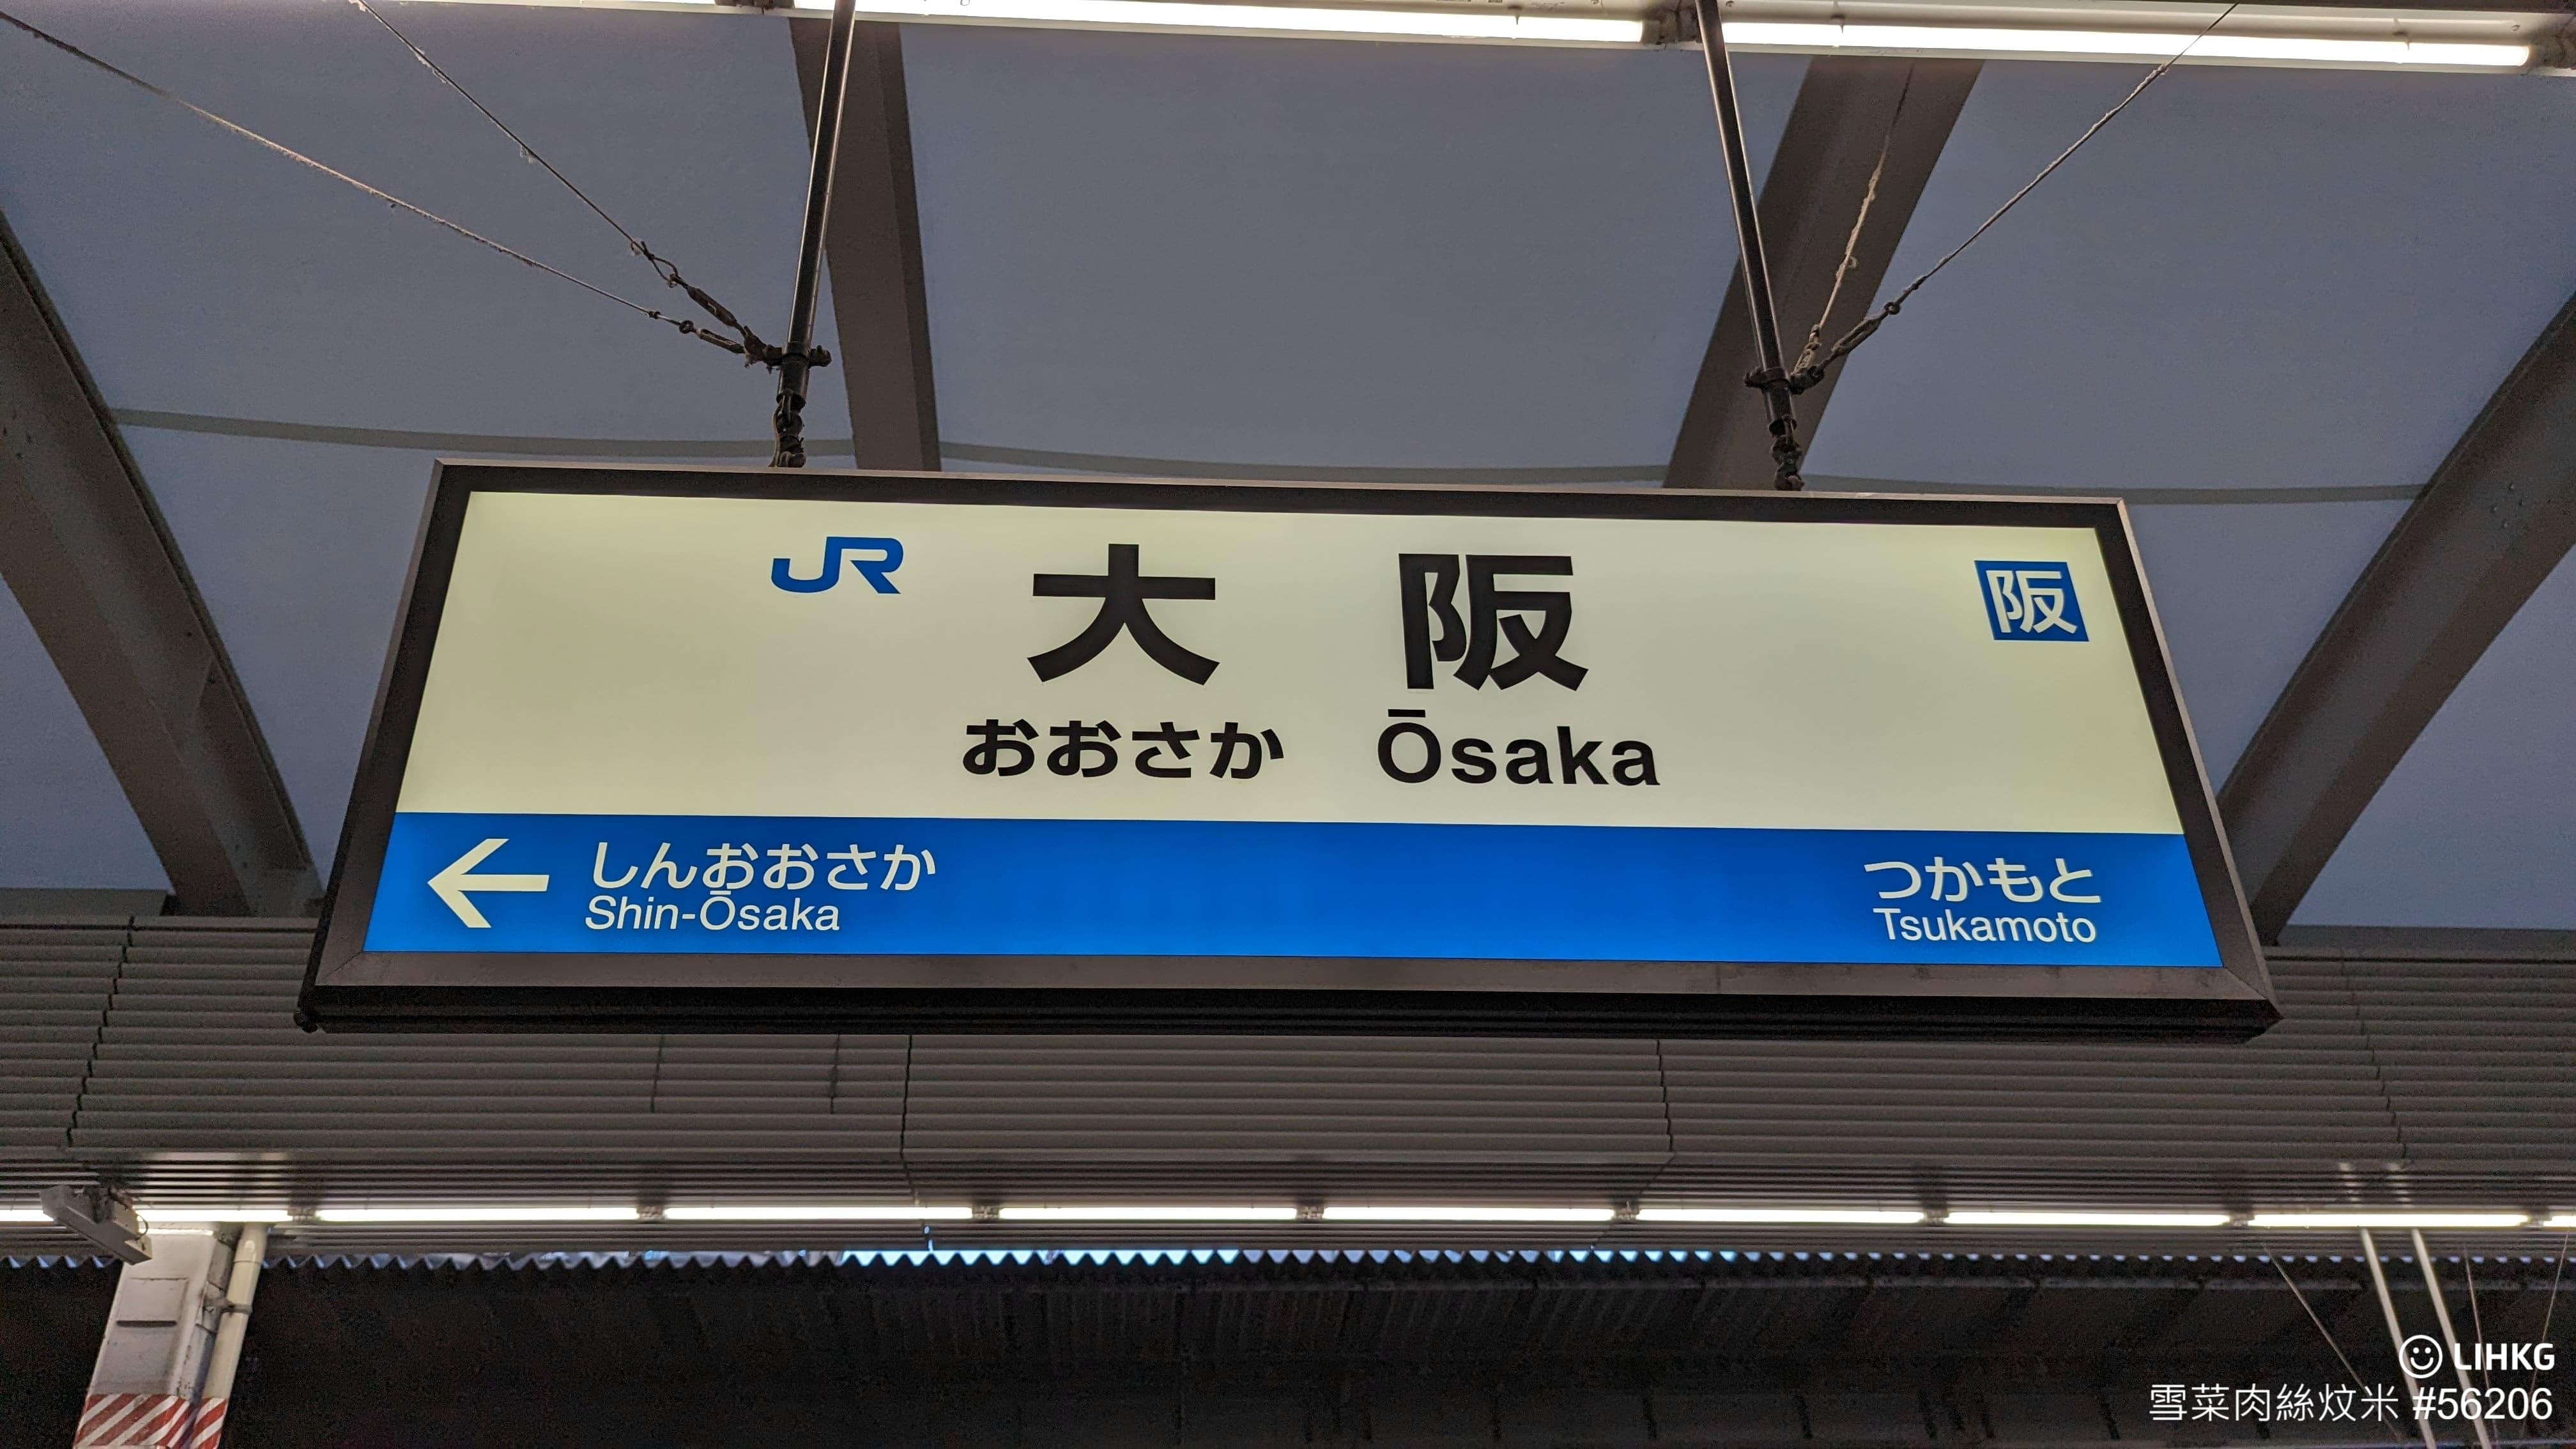 JR 大阪 阪
おおさか Ōsaka
← しんおおさか つかもと
Shin-Ōsaka Tsukamoto
LIHKG
雪菜肉絲炆米 #56206